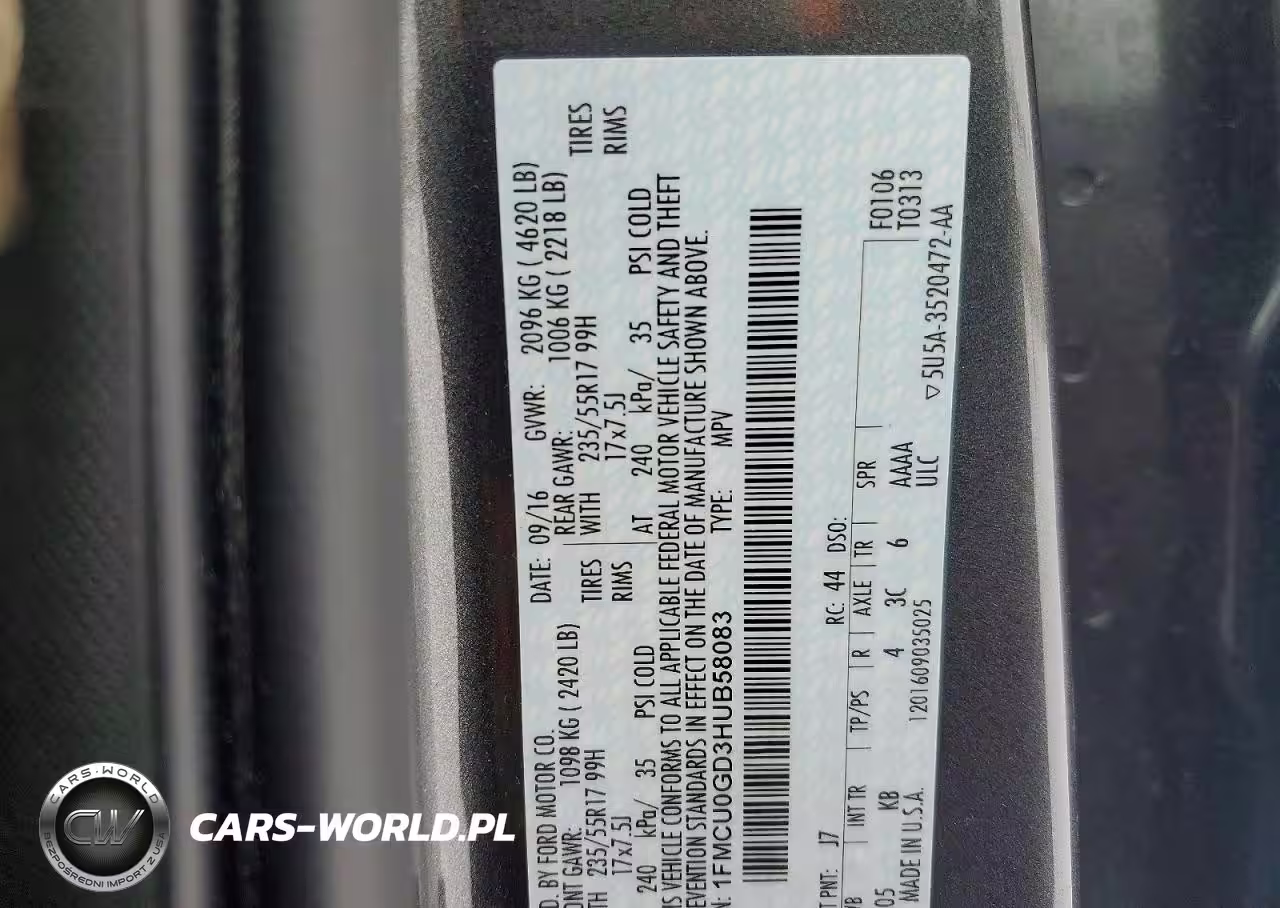 D. BY FORD MOTOR CO. DATE: 09/16 GVWR: 2096 KG ( 4620 LB)
ONT GAWR: 1098 KG ( 2420 LB) REAR GAWR: 1006 KG ( 2218 LB)
TH 235/55R17 99H TIRES WITH 235/55R17 99H TIRES
17x7.5J RIMS 17x7.5J RIMS
240 kPa/ 35 PSI COLD AT 240 kPa/ 35 PSI COLD
IS VEHICLE CONFORMS TO ALL APPLICABLE FEDERAL MOTOR VEHICLE SAFETY AND THEFT
EVENTION STANDARDS IN EFFECT ON THE DATE OF MANUFACTURE SHOWN ABOVE.
N: 1FMCU0GD3HUB58083 TYPE: MPV
T PNT: J7 RC: 44 DSO:
VB INT TR TP/PS R AXLE TR SPR F0106
05 KB 4 3C 6 AAAA T0313
MADE IN U.S.A. 1201609035025 ULC ▽5U5A-3520472-AA
CARS-WORLD
CW
BEZPOŚREDNI IMPORT Z USA
CARS-WORLD.PL